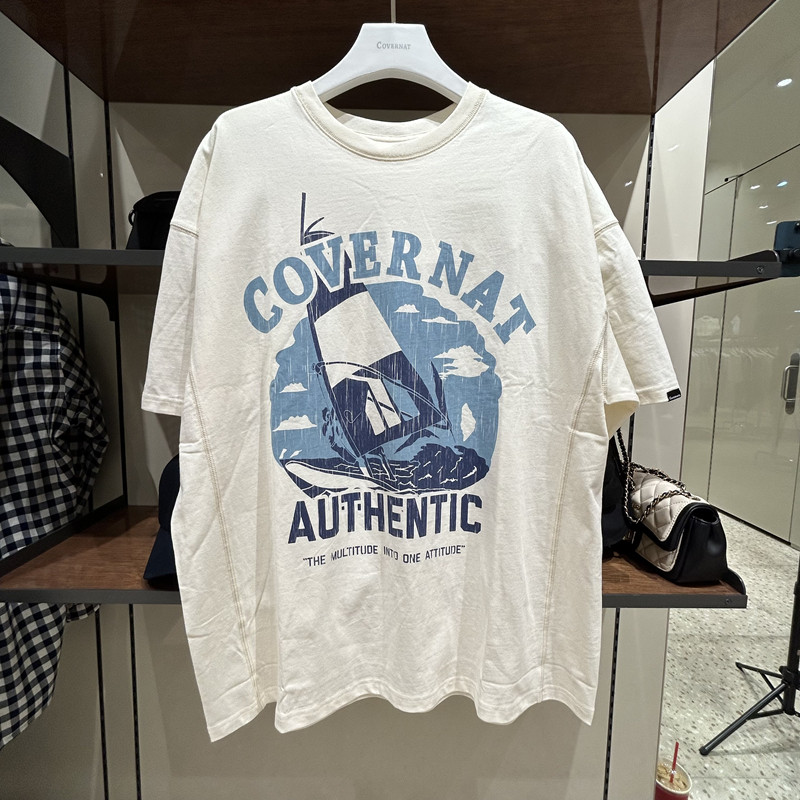 COVERNAT
COVERNAT
AUTHENTIC
"THE MULTITUDE INTO ONE ATTITUDE"